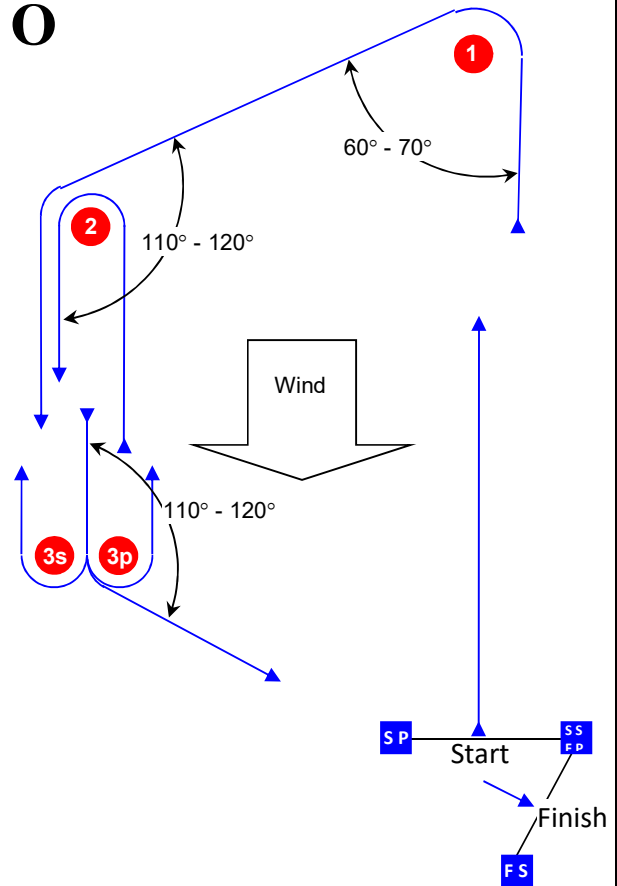 O
1
60° - 70°
2
110° - 120°
Wind
110° - 120°
3s
3p
S P
Start
S S
F P
Finish
F S